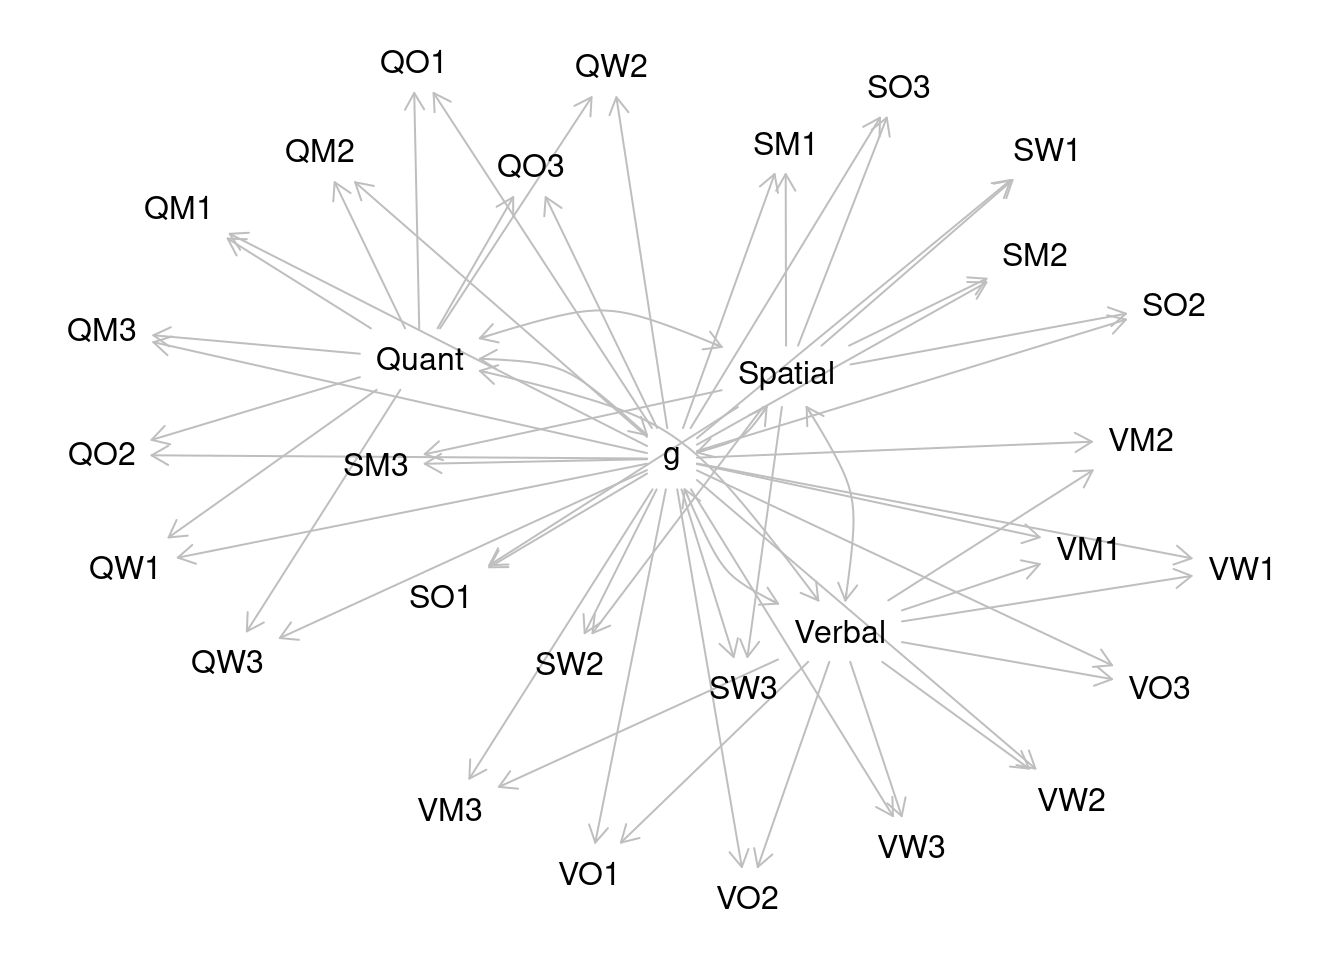 QO1
QW2
SO3
SM1
QM2
SW1
QO3
QM1
SM2
SO2
QM3
Quant
Spatial
VM2
QO2
g
SM3
VM1
QW1
VW1
SO1
Verbal
QW3
SW2
SW3
VO3
VW2
VM3
VW3
VO1
VO2